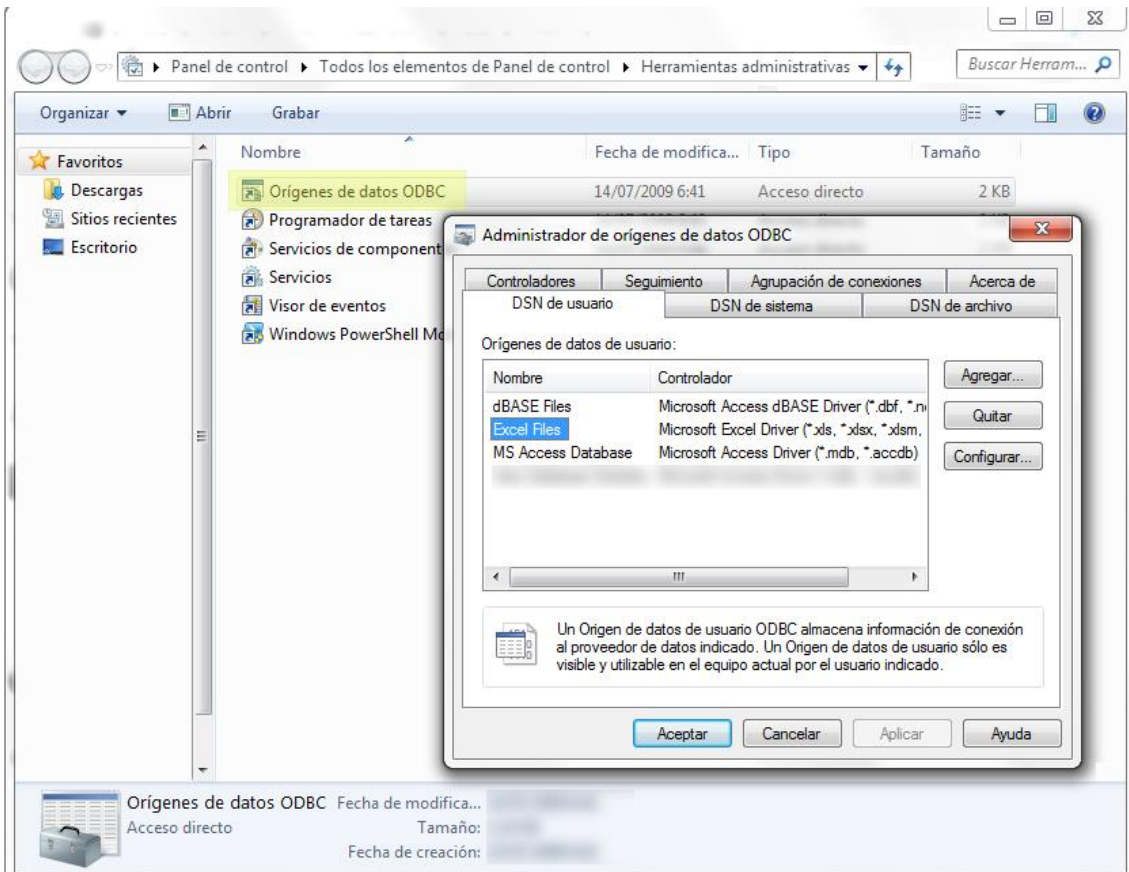 Panel de control ▸ Todos los elementos de Panel de control ▸ Herramientas administrativas
Buscar Herram...
Organizar Abrir Grabar
Favoritos
Descargas
Sitios recientes
Escritorio
Nombre Fecha de modifica... Tipo Tamaño
Orígenes de datos ODBC 14/07/2009 6:41 Acceso directo 2 KB
Programador de tareas
Servicios de component
Servicios
Visor de eventos
Windows PowerShell Mo
Administrador de orígenes de datos ODBC
Controladores Seguimiento Agrupación de conexiones Acerca de
DSN de usuario DSN de sistema DSN de archivo
Orígenes de datos de usuario:
Nombre Controlador
dBASE Files Microsoft Access dBASE Driver (*.dbf, *.n
Excel Files Microsoft Excel Driver (*.xls, *.xlsx, *.xlsm,
MS Access Database Microsoft Access Driver (*.mdb, *.accdb)
Agregar...
Quitar
Configurar...
Un Origen de datos de usuario ODBC almacena información de conexión
al proveedor de datos indicado. Un Origen de datos de usuario sólo es
visible y utilizable en el equipo actual por el usuario indicado.
Aceptar Cancelar Aplicar Ayuda
Orígenes de datos ODBC Fecha de modifica...
Acceso directo Tamaño:
Fecha de creación: